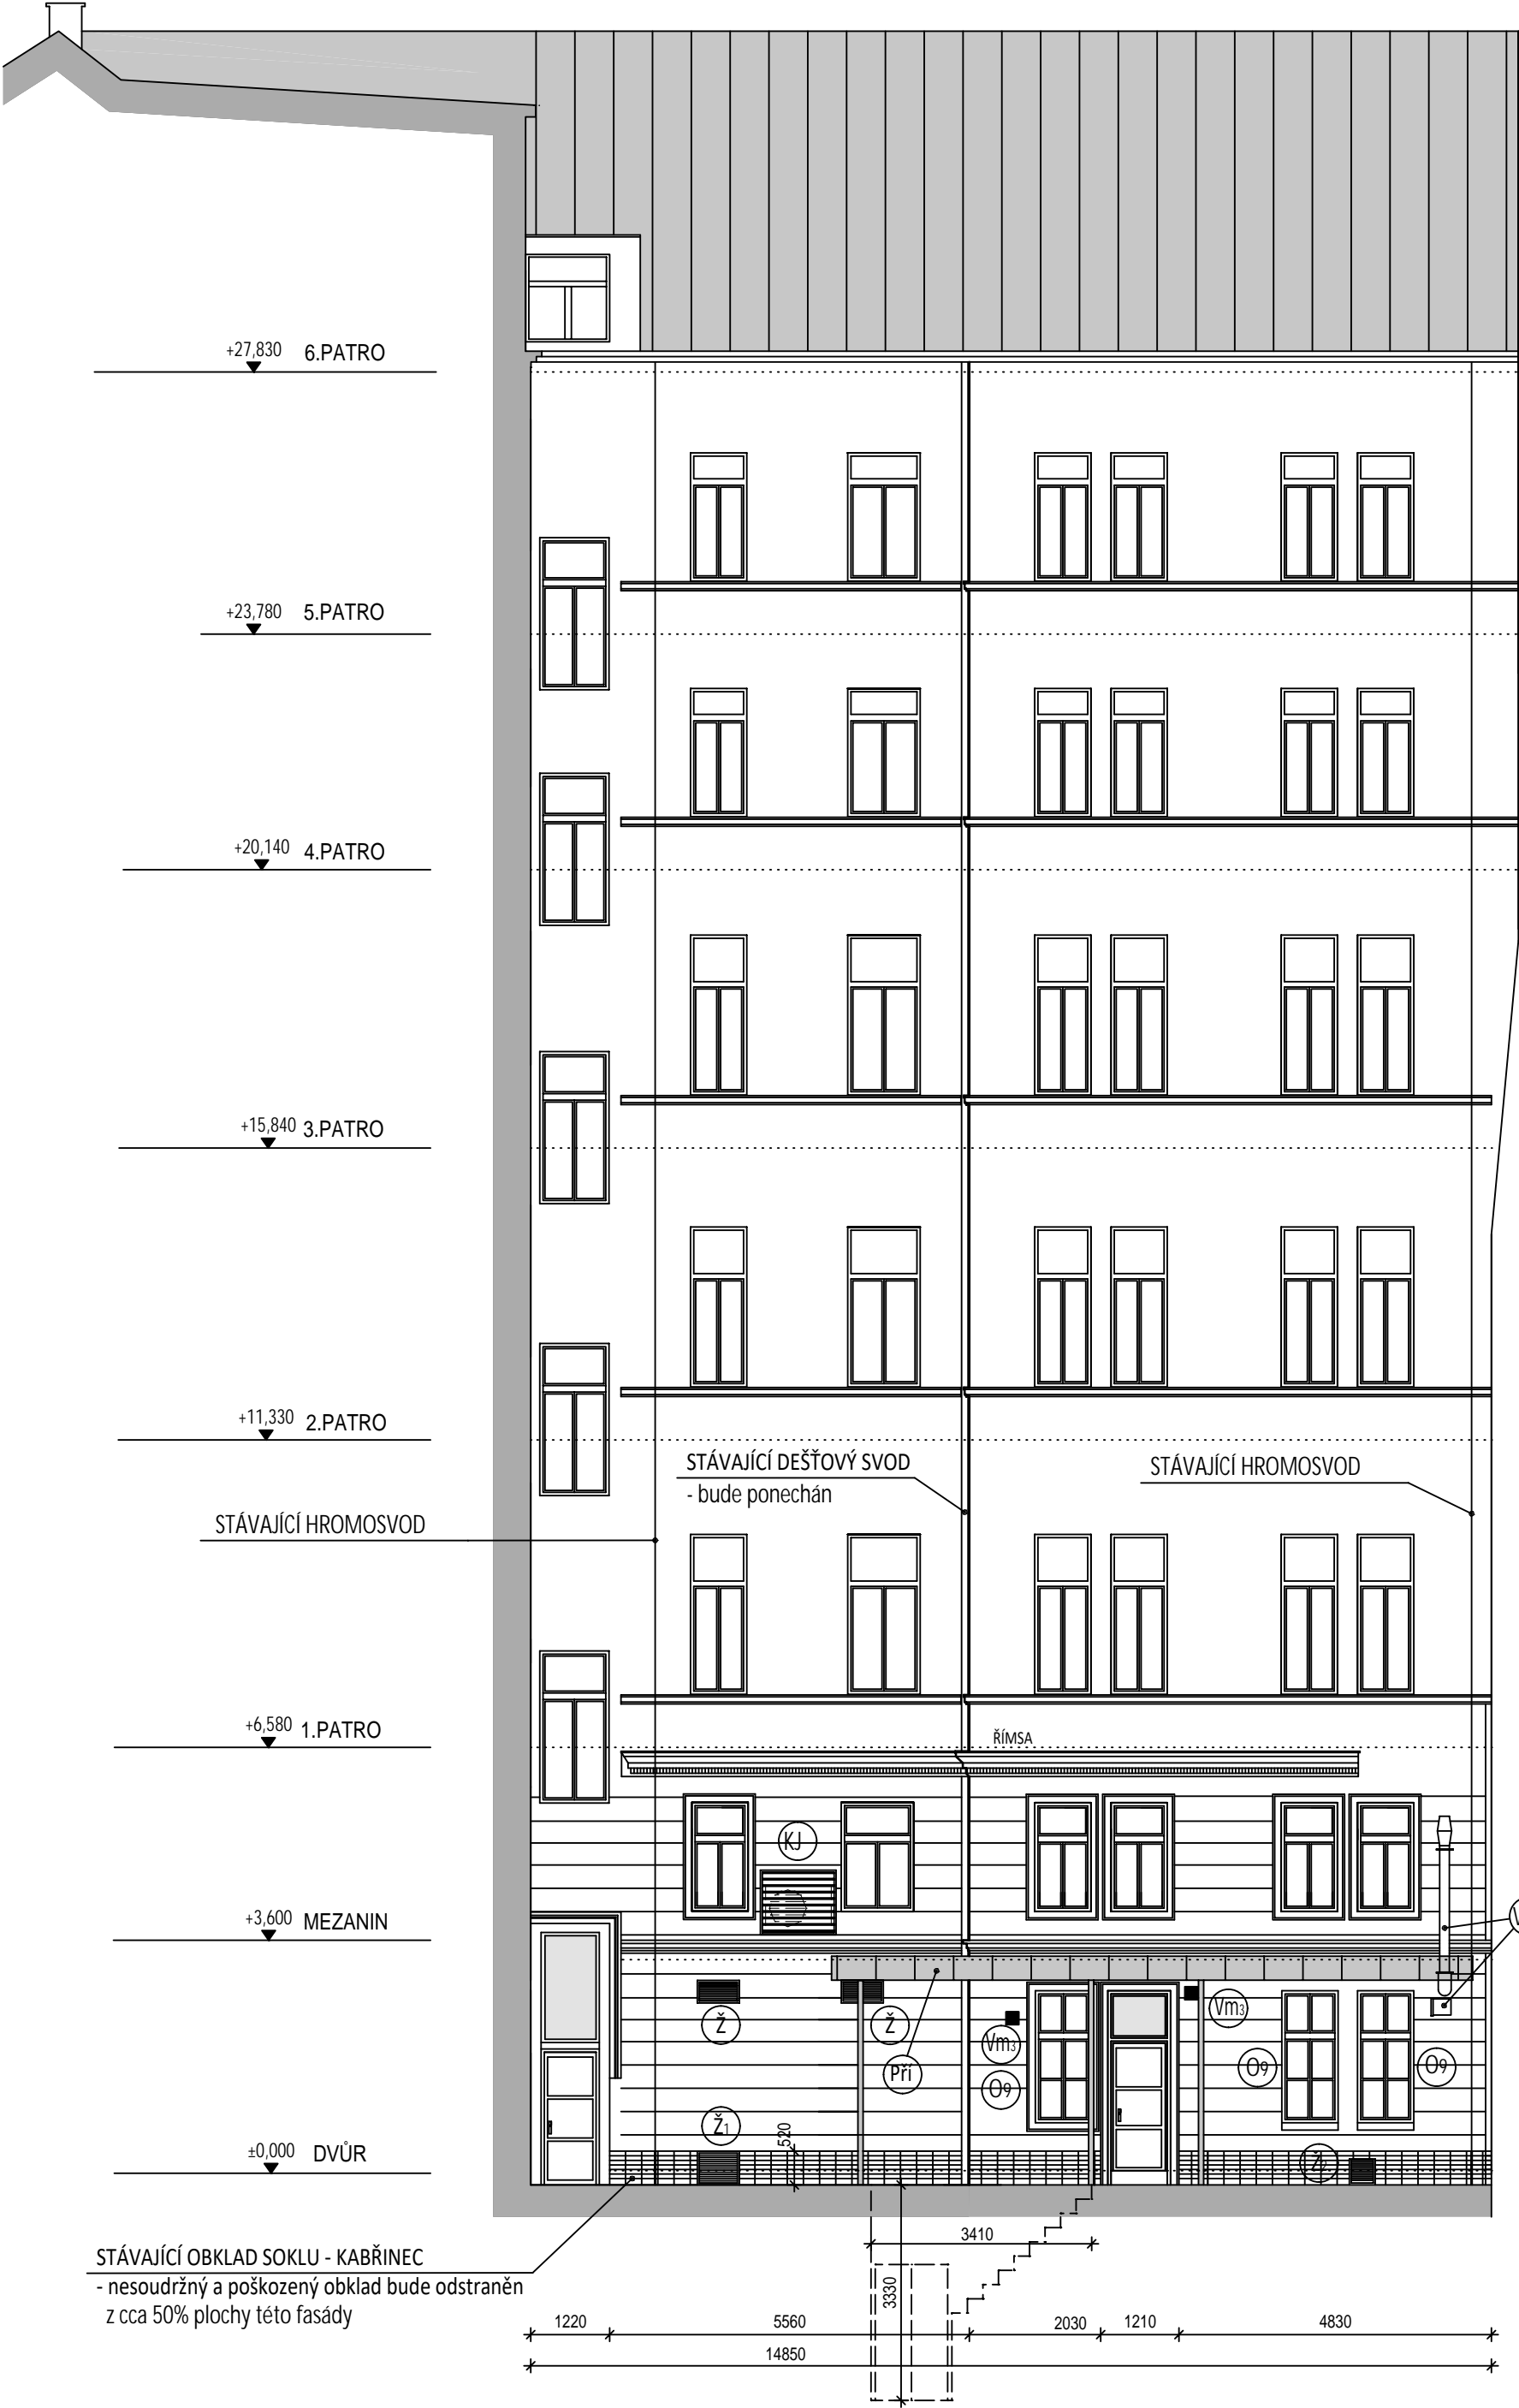 +27,830 6.PATRO
+23,780 5.PATRO
+20,140 4.PATRO
+15,840 3.PATRO
+11,330 2.PATRO
STÁVAJÍCÍ DEŠŤOVÝ SVOD
- bude ponechán
STÁVAJÍCÍ HROMOSVOD
STÁVAJÍCÍ HROMOSVOD
+6,580 1.PATRO
ŘÍMSA
KJ
+3,600 MEZANIN
Ž
Ž
Vm3
Vm3
Pří
O9
O9
O9
Ž1
520
±0,000 DVŮR
3410
STÁVAJÍCÍ OBKLAD SOKLU - KABŘINEC
- nesoudržný a poškozený obklad bude odstraněn
z cca 50% plochy této fasády
3330
1220 5560 2030 1210 4830
14850